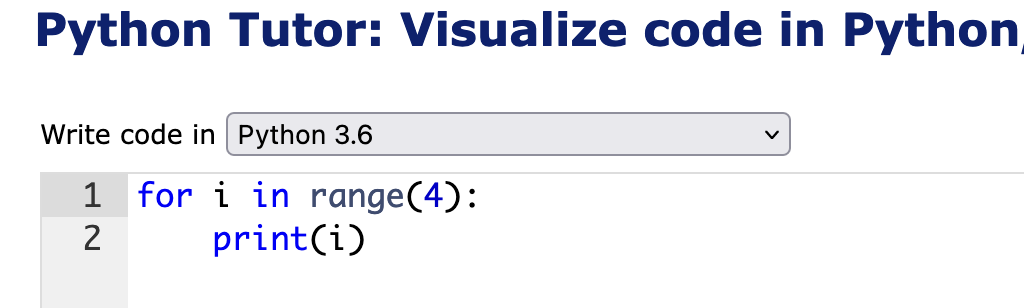 Python Tutor: Visualize code in Python,
Write code in Python 3.6
1 for i in range(4):
2     print(i)